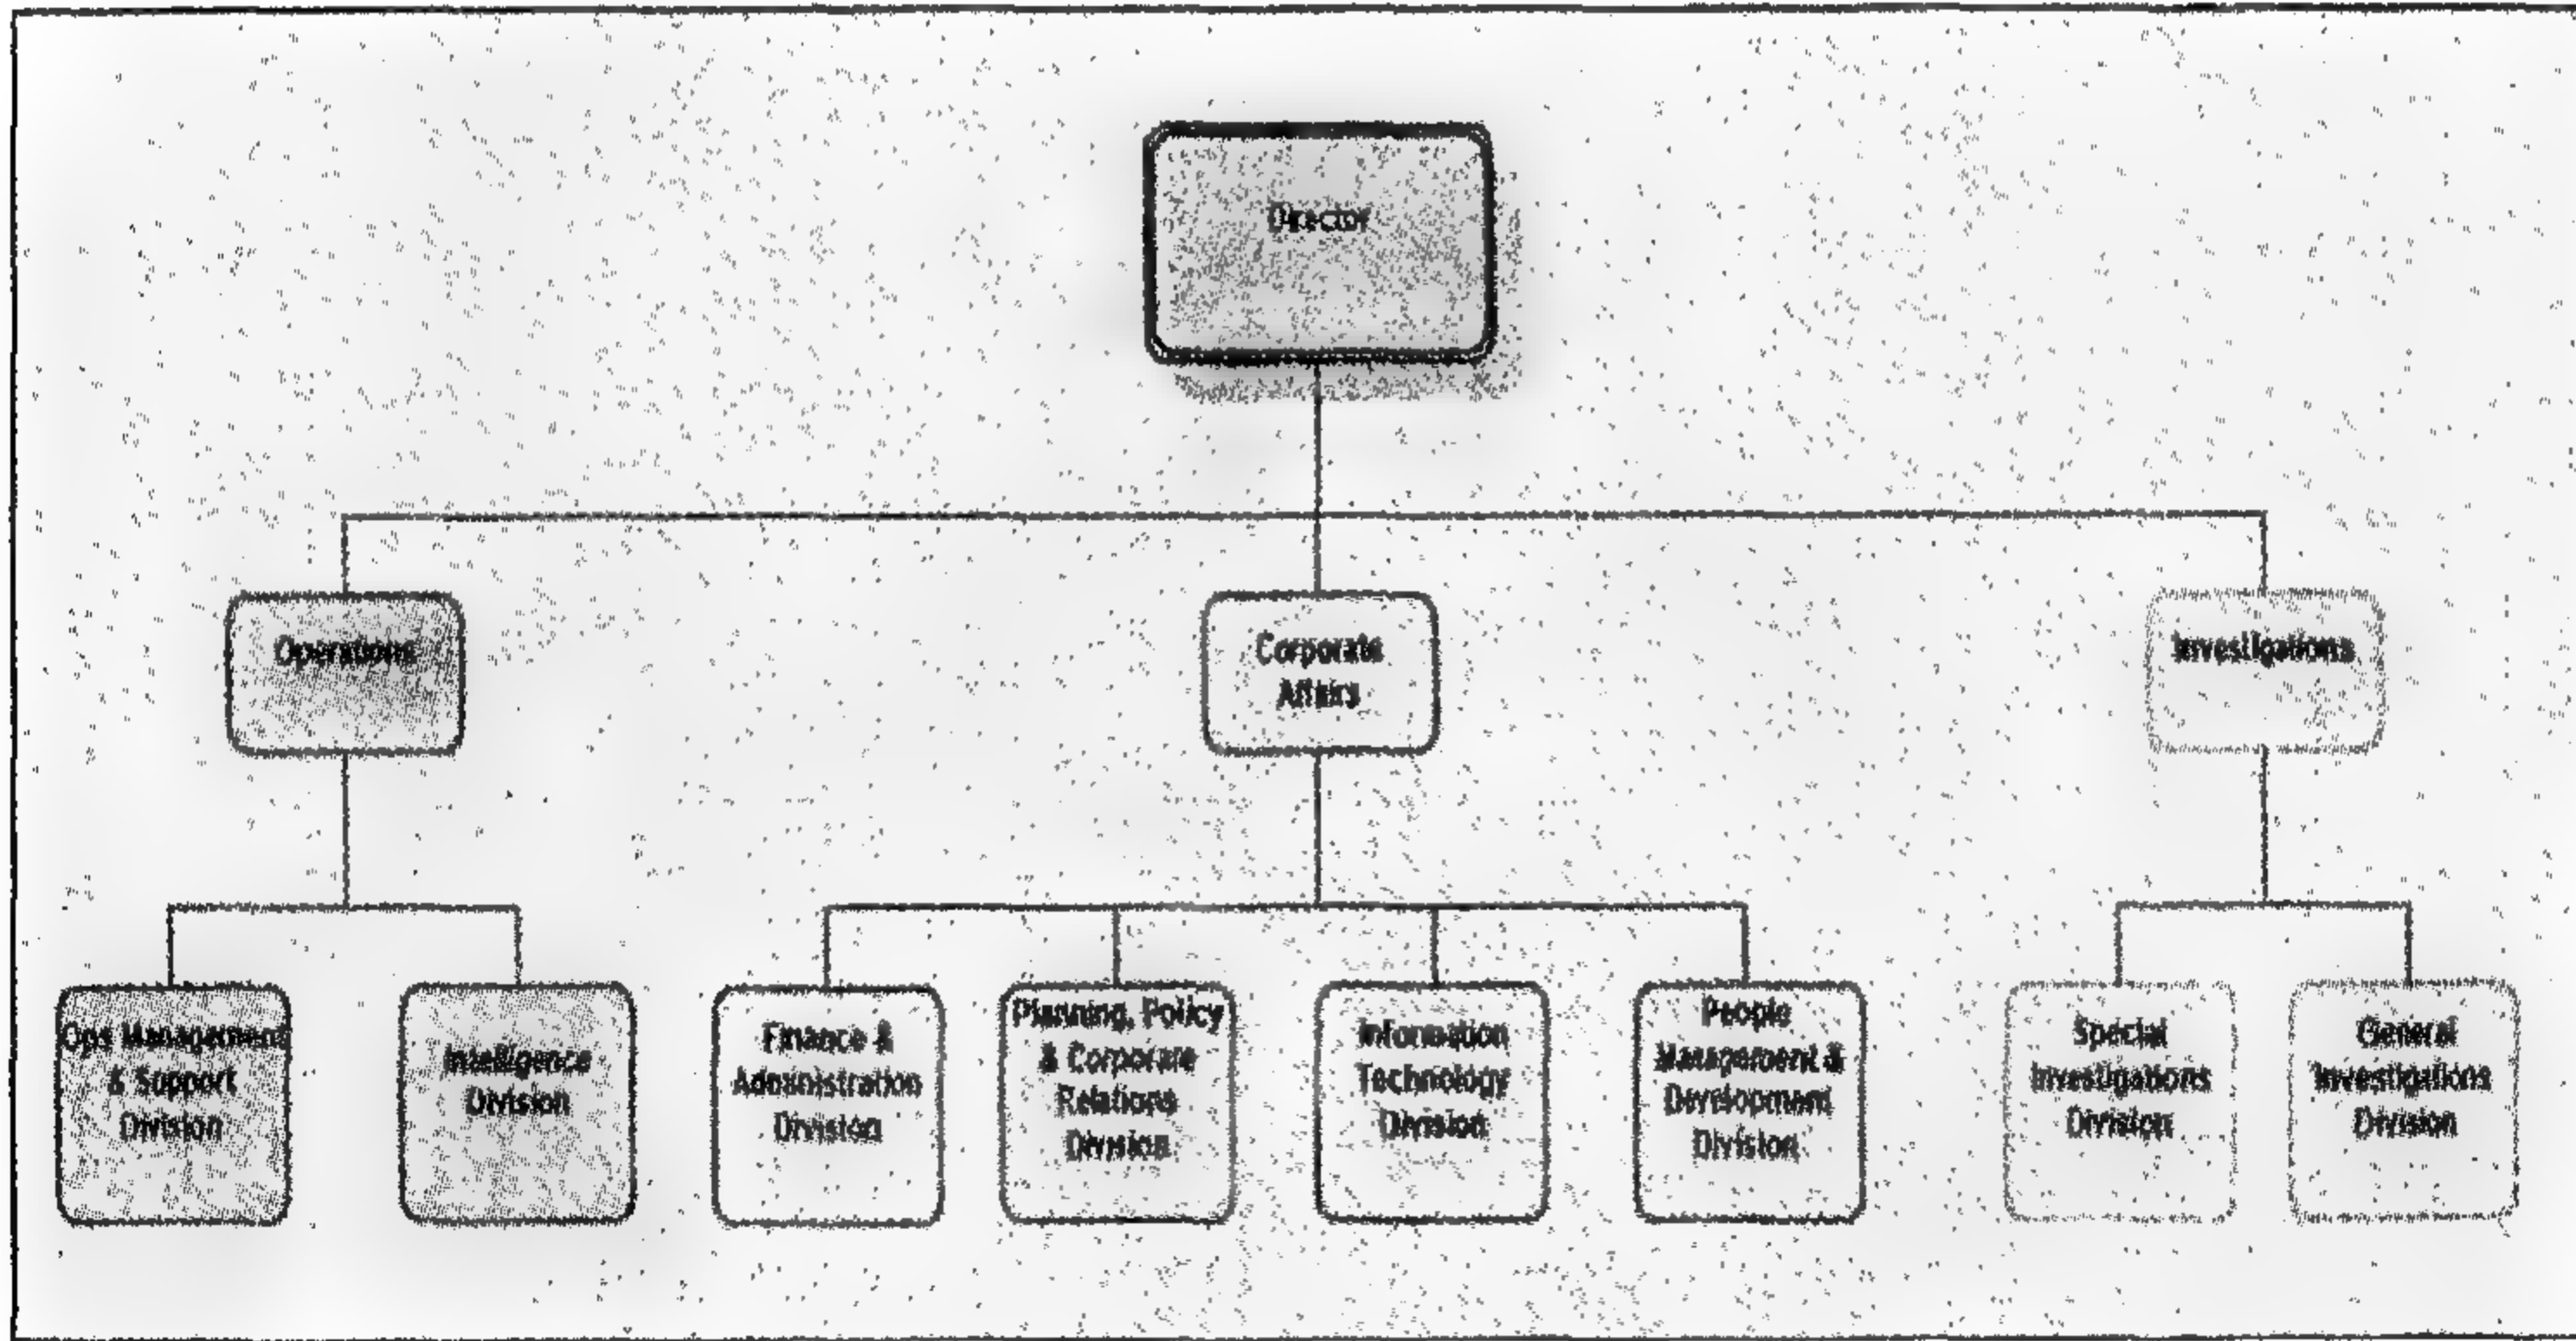 Director
Operations
Corporate
Affairs
Investigations
Ops Management
& Support
Division
Intelligence
Division
Finance &
Administration
Division
Planning, Policy
& Corporate
Relations
Division
Information
Technology
Division
People
Management &
Development
Division
Special
Investigations
Division
General
Investigations
Division